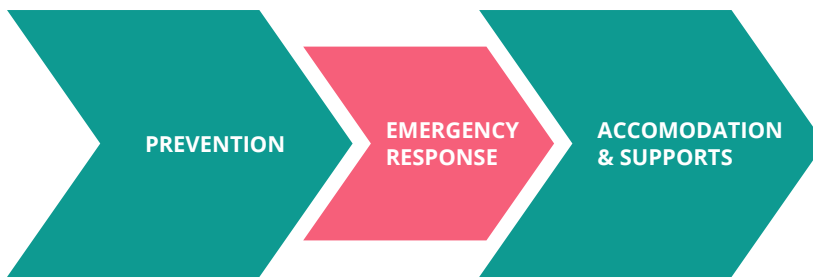 PREVENTION
EMERGENCY
RESPONSE
ACCOMODATION
& SUPPORTS